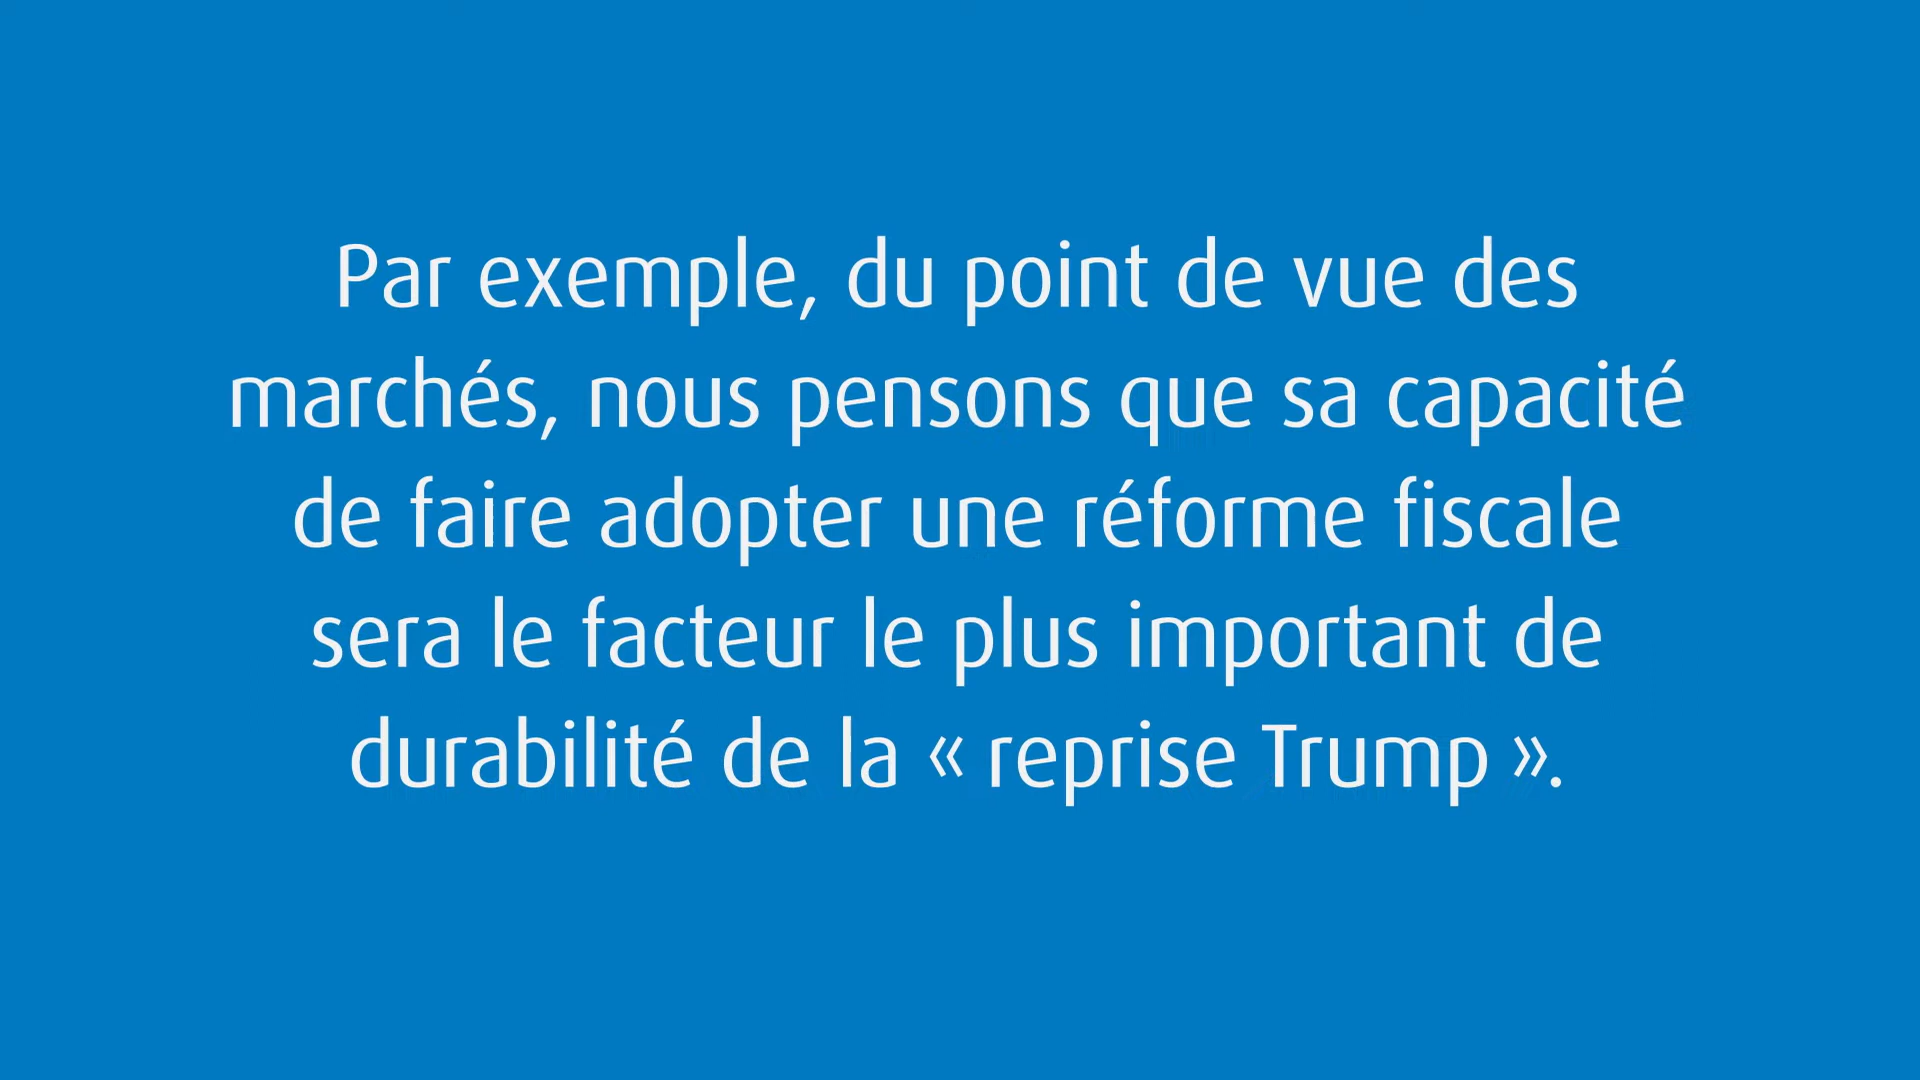 Par exemple, du point de vue des
marchés, nous pensons que sa capacité
de faire adopter une réforme fiscale
sera le facteur le plus important de
durabilité de la « reprise Trump ».